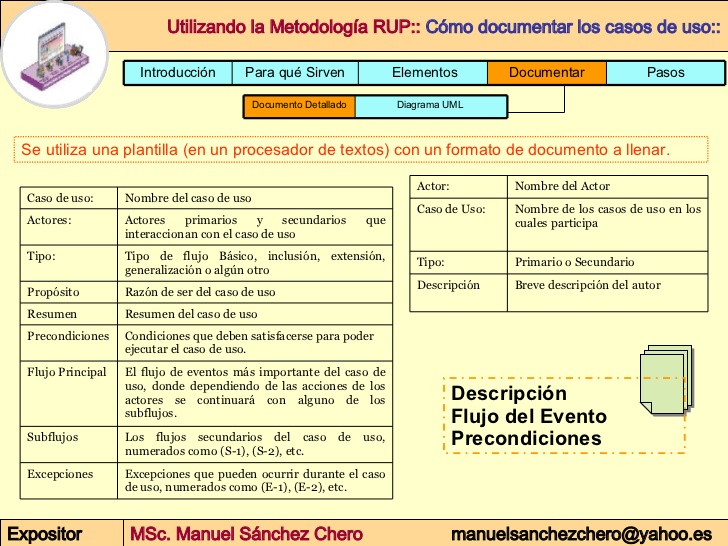 Utilizando la Metodología RUP:: Cómo documentar los casos de uso::
Introducción Para qué Sirven Elementos Documentar Pasos
Documento Detallado Diagrama UML
Se utiliza una plantilla (en un procesador de textos) con un formato de documento a llenar.
Caso de uso: Nombre del caso de uso
Actores: Actores primarios y secundarios que
interaccionan con el caso de uso
Tipo: Tipo de flujo Básico, inclusión, extensión,
generalización o algún otro
Propósito Razón de ser del caso de uso
Resumen Resumen del caso de uso
Precondiciones Condiciones que deben satisfacerse para poder
ejecutar el caso de uso.
Flujo Principal El flujo de eventos más importante del caso de
uso, donde dependiendo de las acciones de los
actores se continuará con alguno de los
subflujos.
Subflujos Los flujos secundarios del caso de uso,
numerados como (S-1), (S-2), etc.
Excepciones Excepciones que pueden ocurrir durante el caso
de uso, numerados como (E-1), (E-2), etc.
Actor: Nombre del Actor
Caso de Uso: Nombre de los casos de uso en los
cuales participa
Tipo: Primario o Secundario
Descripción Breve descripción del autor
Descripción
Flujo del Evento
Precondiciones
Expositor MSc. Manuel Sánchez Chero manuelsanchezchero@yahoo.es